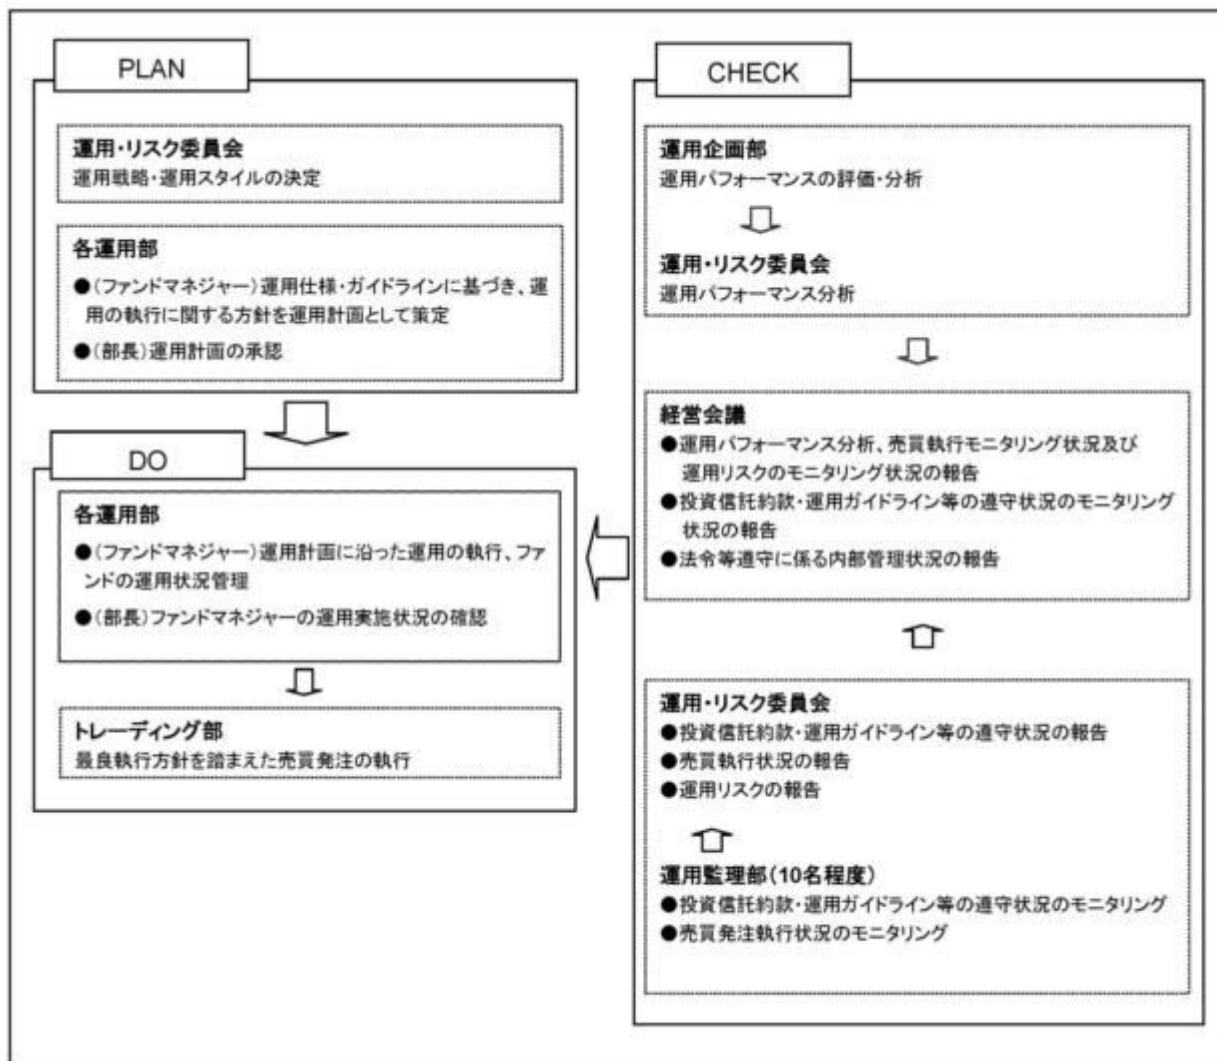 PLAN
運用・リスク委員会
運用戦略・運用スタイルの決定
各運用部
●(ファンドマネジャー)運用仕様・ガイドラインに基づき、運
用の執行に関する方針を運用計画として策定
●(部長)運用計画の承認
DO
各運用部
●(ファンドマネジャー)運用計画に沿った運用の執行、ファ
ンドの運用状況管理
●(部長)ファンドマネジャーの運用実施状況の確認
トレーディング部
最良執行方針を踏まえた売買発注の執行
CHECK
運用企画部
運用パフォーマンスの評価・分析
運用・リスク委員会
運用パフォーマンス分析
経営会議
●運用パフォーマンス分析、売買執行モニタリング状況及び
運用リスクのモニタリング状況の報告
●投資信託約款・運用ガイドライン等の遵守状況のモニタリング
状況の報告
●法令等遵守に係る内部管理状況の報告
運用・リスク委員会
●投資信託約款・運用ガイドライン等の遵守状況の報告
●売買執行状況の報告
●運用リスクの報告
運用監理部(10名程度)
●投資信託約款・運用ガイドライン等の遵守状況のモニタリング
●売買発注執行状況のモニタリング